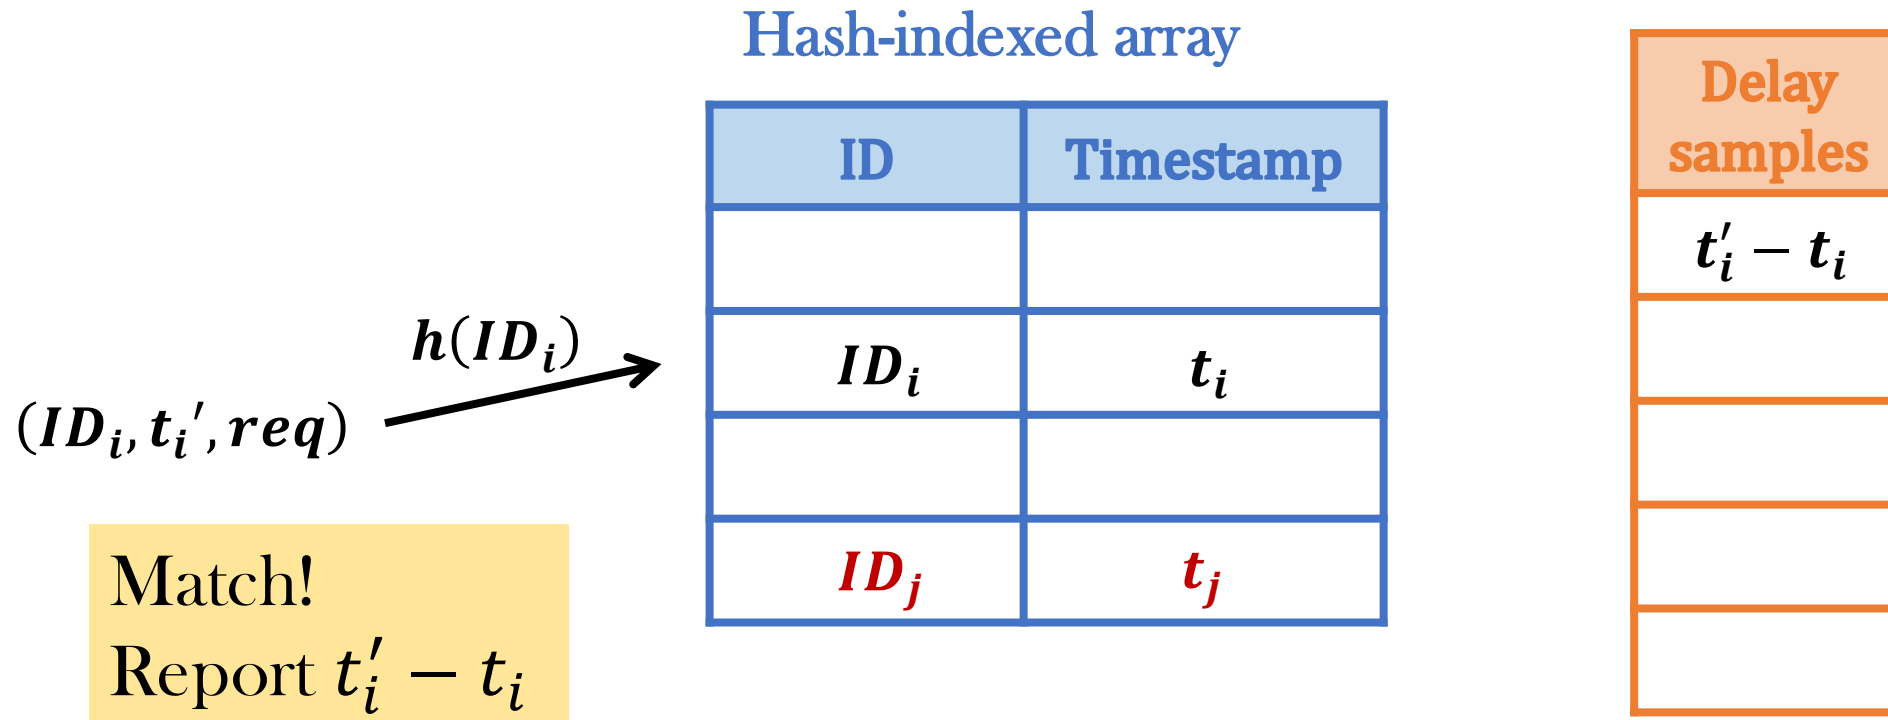 Hash-indexed array
Delay
samples
ID Timestamp
t′ᵢ − tᵢ
h(IDᵢ)
IDᵢ tᵢ
(IDᵢ, tᵢ′, req)
IDⱼ tⱼ
Match!
Report t′ᵢ − tᵢ